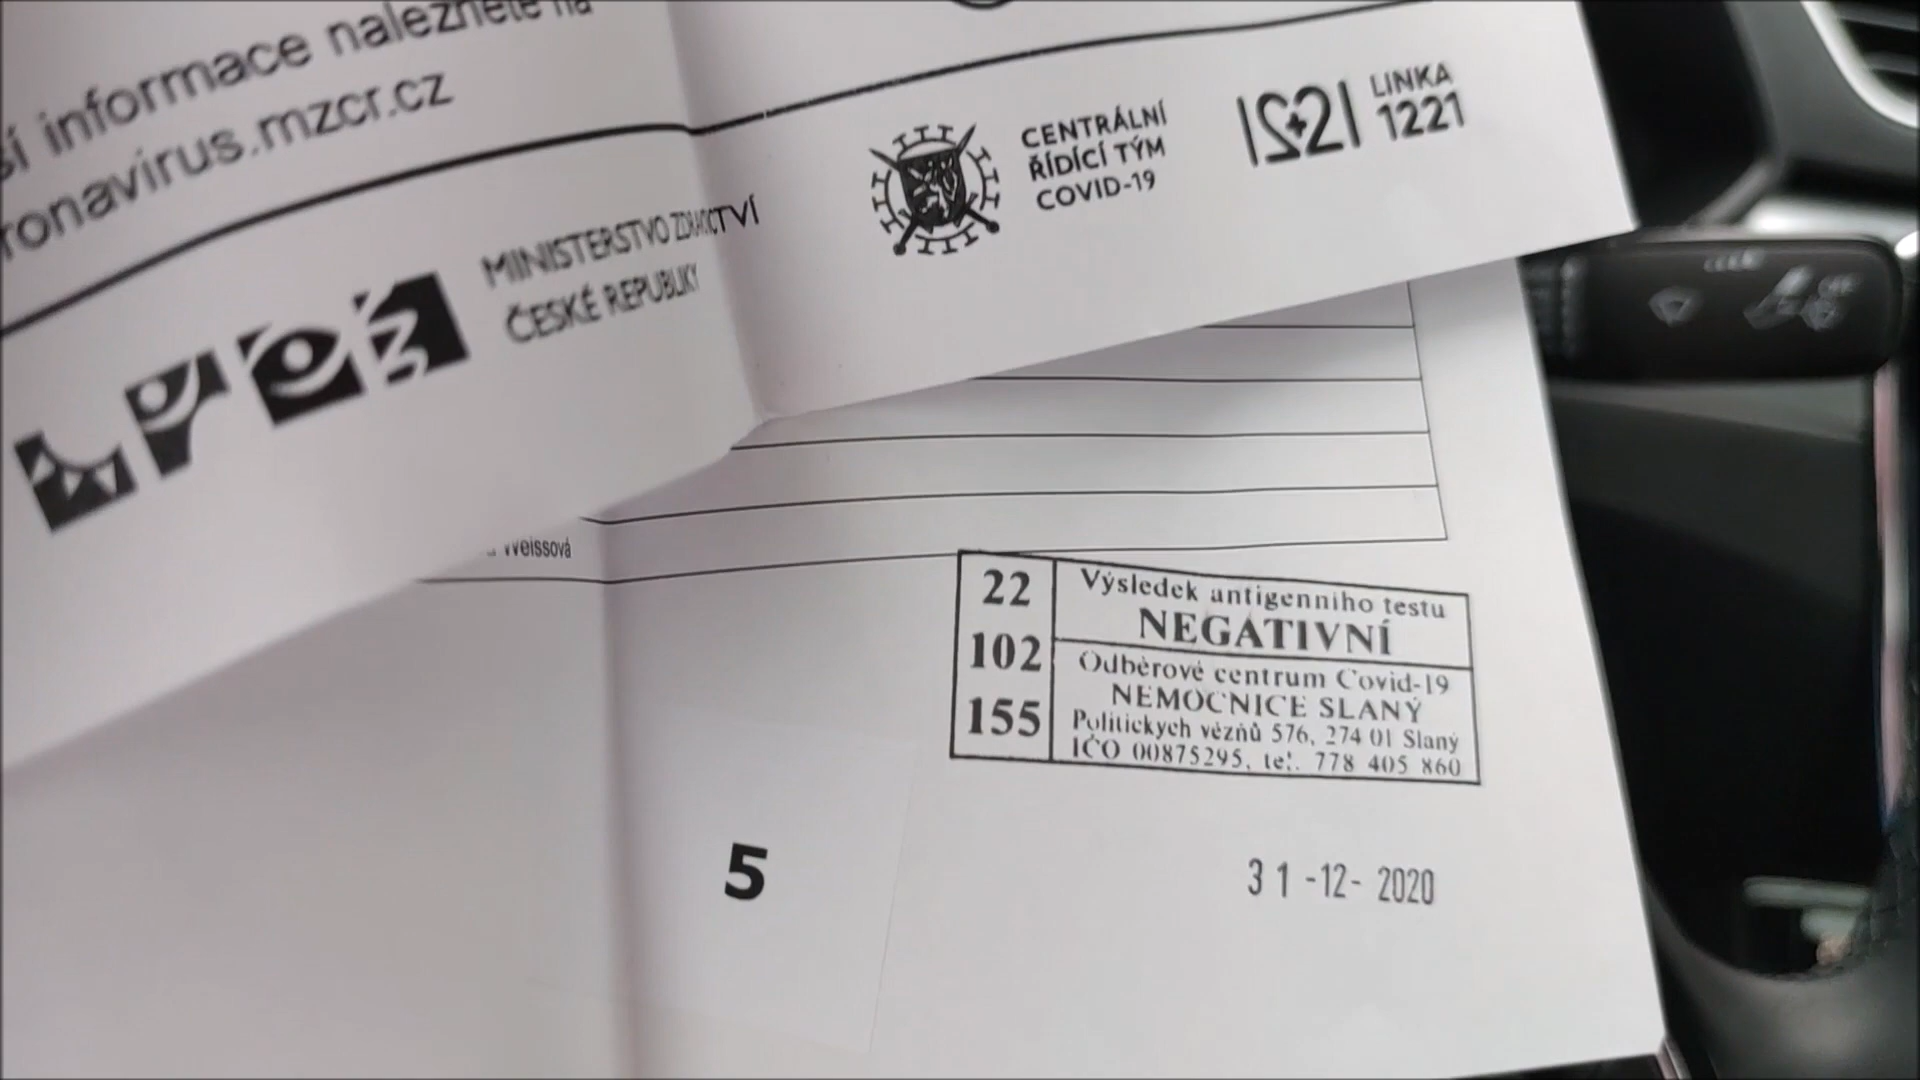 ší informace naleznete na
ronavirus.mzcr.cz
MINISTERSTVO ZDRAVOTNICTVÍ
ČESKÉ REPUBLIKY
CENTRÁLNÍ
ŘÍDÍCÍ TÝM
COVID-19
1221
LINKA
1221
Weissová
22
102
155
Výsledek antigenního testu
NEGATIVNÍ
Odběrové centrum Covid-19
NEMOCNICE SLANÝ
Politických vězňů 576, 274 01 Slaný
IČO 00875295, tel. 778 405 860
5
31-12-2020